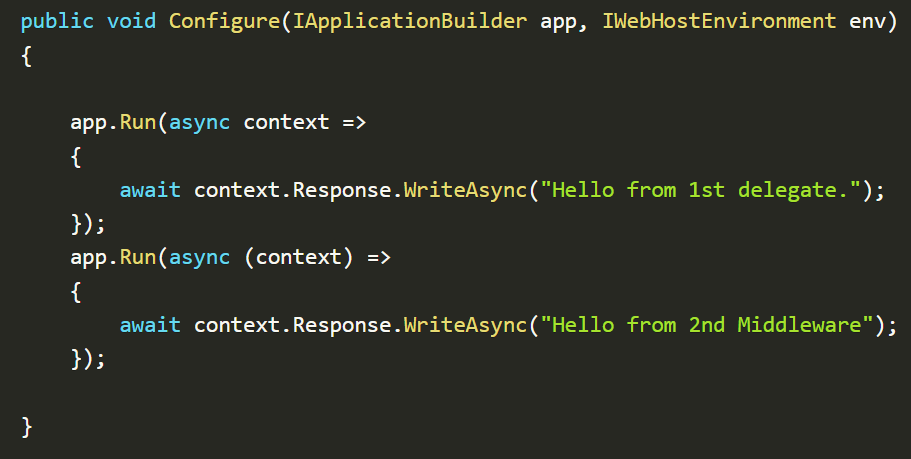 public void Configure(IApplicationBuilder app, IWebHostEnvironment env)
{
app.Run(async context =>
{
await context.Response.WriteAsync("Hello from 1st delegate.");
});
app.Run(async (context) =>
{
await context.Response.WriteAsync("Hello from 2nd Middleware");
});
}